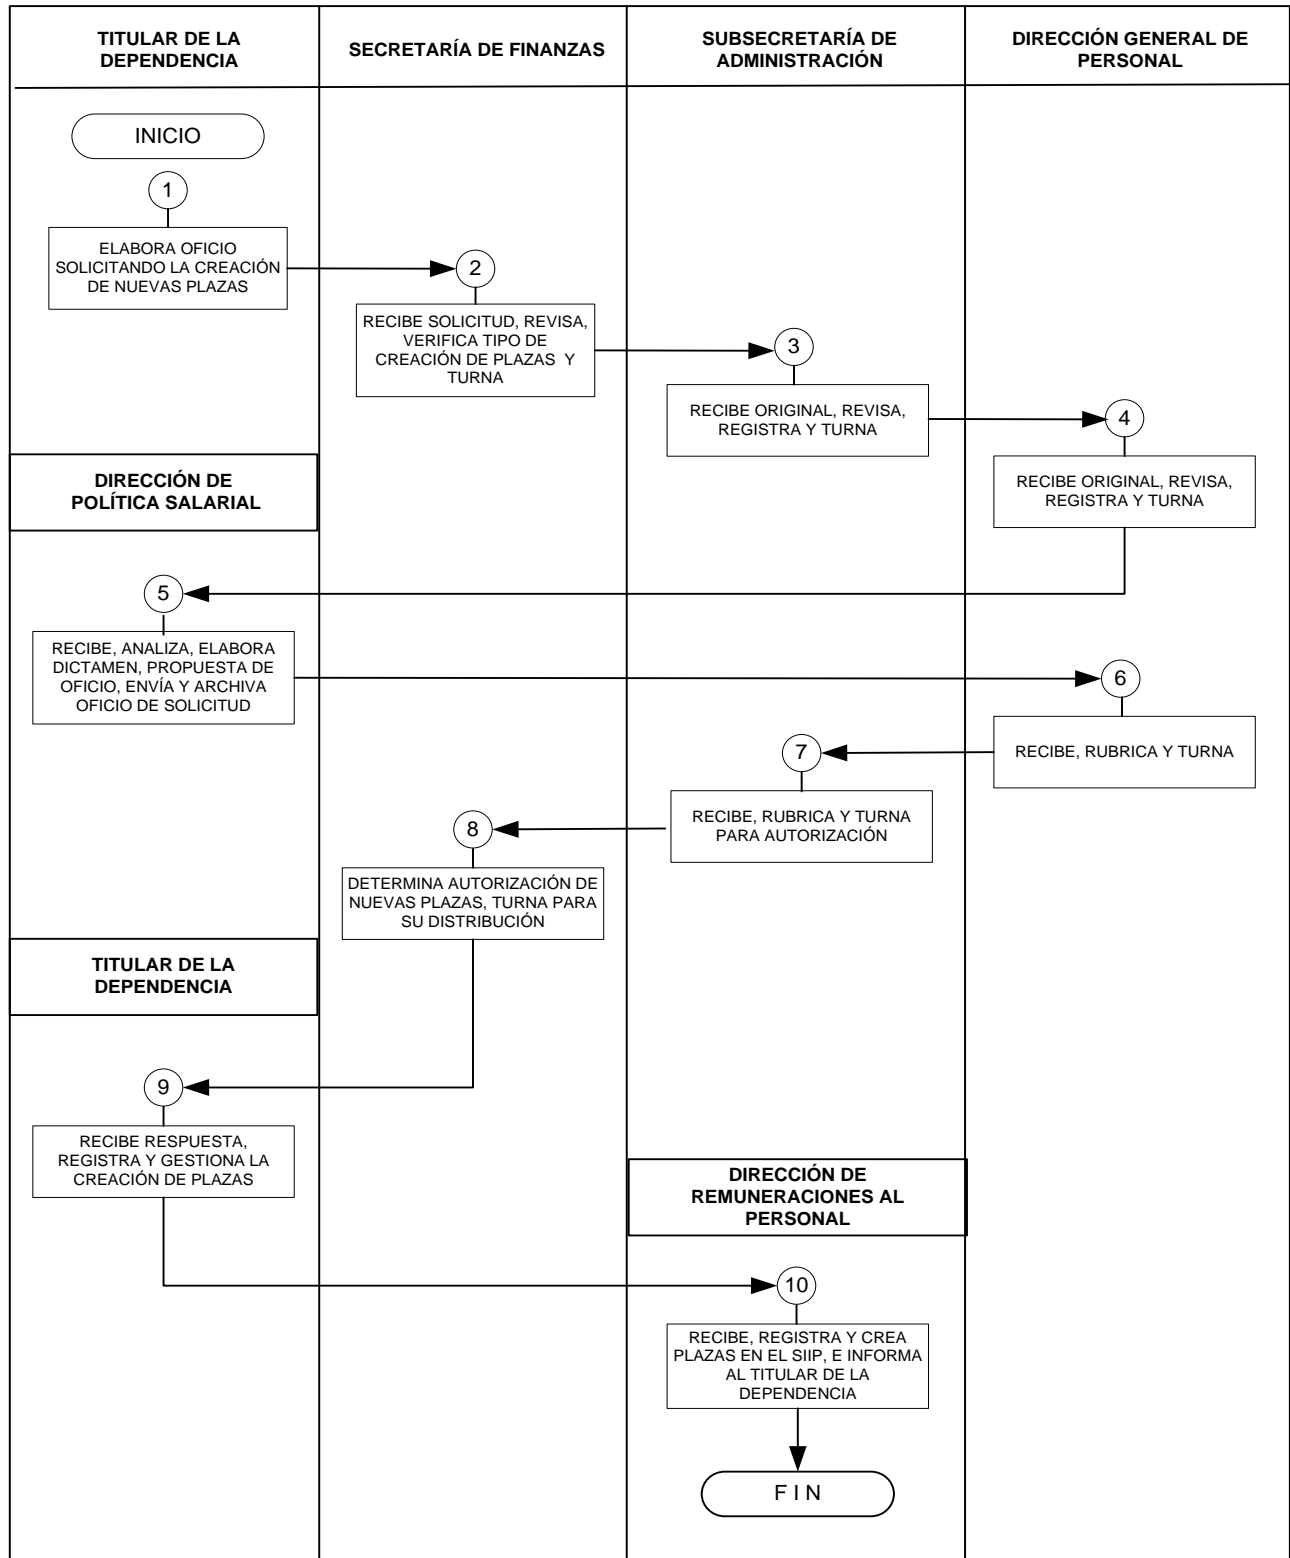 TITULAR DE LA
DEPENDENCIA
SECRETARÍA DE FINANZAS
SUBSECRETARÍA DE
ADMINISTRACIÓN
DIRECCIÓN GENERAL DE
PERSONAL
INICIO
1
ELABORA OFICIO
SOLICITANDO LA CREACIÓN
DE NUEVAS PLAZAS
2
RECIBE SOLICITUD, REVISA,
VERIFICA TIPO DE
CREACIÓN DE PLAZAS Y
TURNA
3
RECIBE ORIGINAL, REVISA,
REGISTRA Y TURNA
4
RECIBE ORIGINAL, REVISA,
REGISTRA Y TURNA
DIRECCIÓN DE
POLÍTICA SALARIAL
5
RECIBE, ANALIZA, ELABORA
DICTAMEN, PROPUESTA DE
OFICIO, ENVÍA Y ARCHIVA
OFICIO DE SOLICITUD
6
RECIBE, RUBRICA Y TURNA
7
RECIBE, RUBRICA Y TURNA
PARA AUTORIZACIÓN
8
DETERMINA AUTORIZACIÓN DE
NUEVAS PLAZAS, TURNA PARA
SU DISTRIBUCIÓN
TITULAR DE LA
DEPENDENCIA
9
RECIBE RESPUESTA,
REGISTRA Y GESTIONA LA
CREACIÓN DE PLAZAS
DIRECCIÓN DE
REMUNERACIONES AL
PERSONAL
10
RECIBE, REGISTRA Y CREA
PLAZAS EN EL SIIP, E INFORMA
AL TITULAR DE LA
DEPENDENCIA
F I N